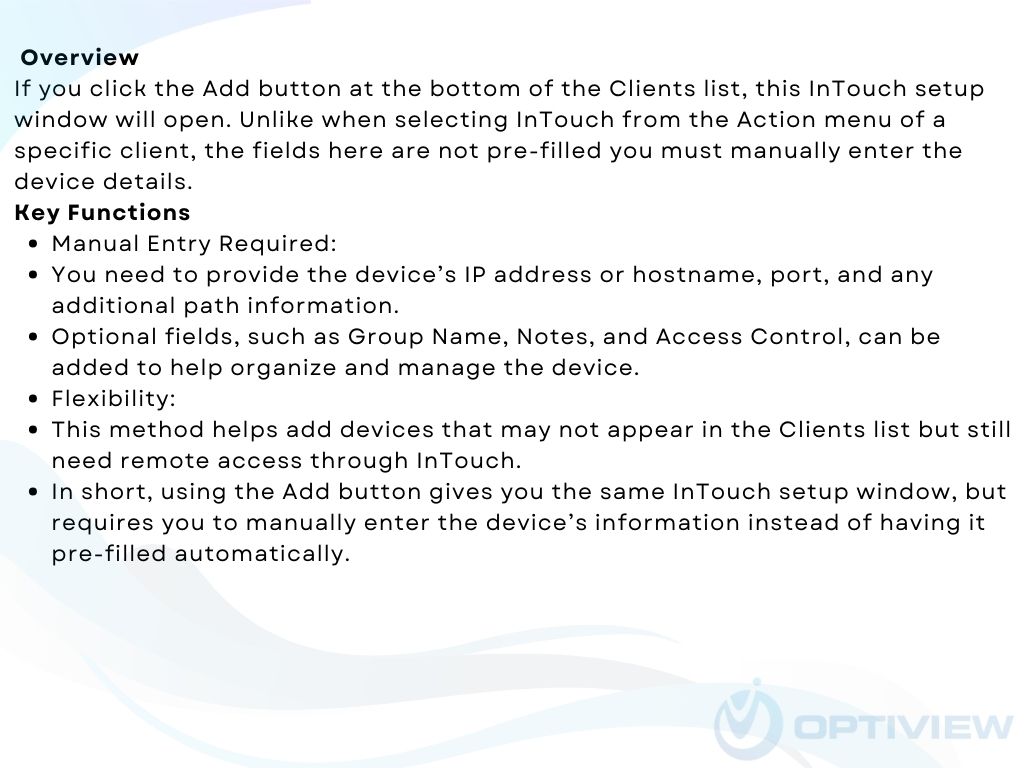 Overview
If you click the Add button at the bottom of the Clients list, this InTouch setup
window will open. Unlike when selecting InTouch from the Action menu of a
specific client, the fields here are not pre-filled you must manually enter the
device details.
Key Functions
• Manual Entry Required:
• You need to provide the device’s IP address or hostname, port, and any
additional path information.
• Optional fields, such as Group Name, Notes, and Access Control, can be
added to help organize and manage the device.
• Flexibility:
• This method helps add devices that may not appear in the Clients list but still
need remote access through InTouch.
• In short, using the Add button gives you the same InTouch setup window, but
requires you to manually enter the device’s information instead of having it
pre-filled automatically.
OPTIVIEW